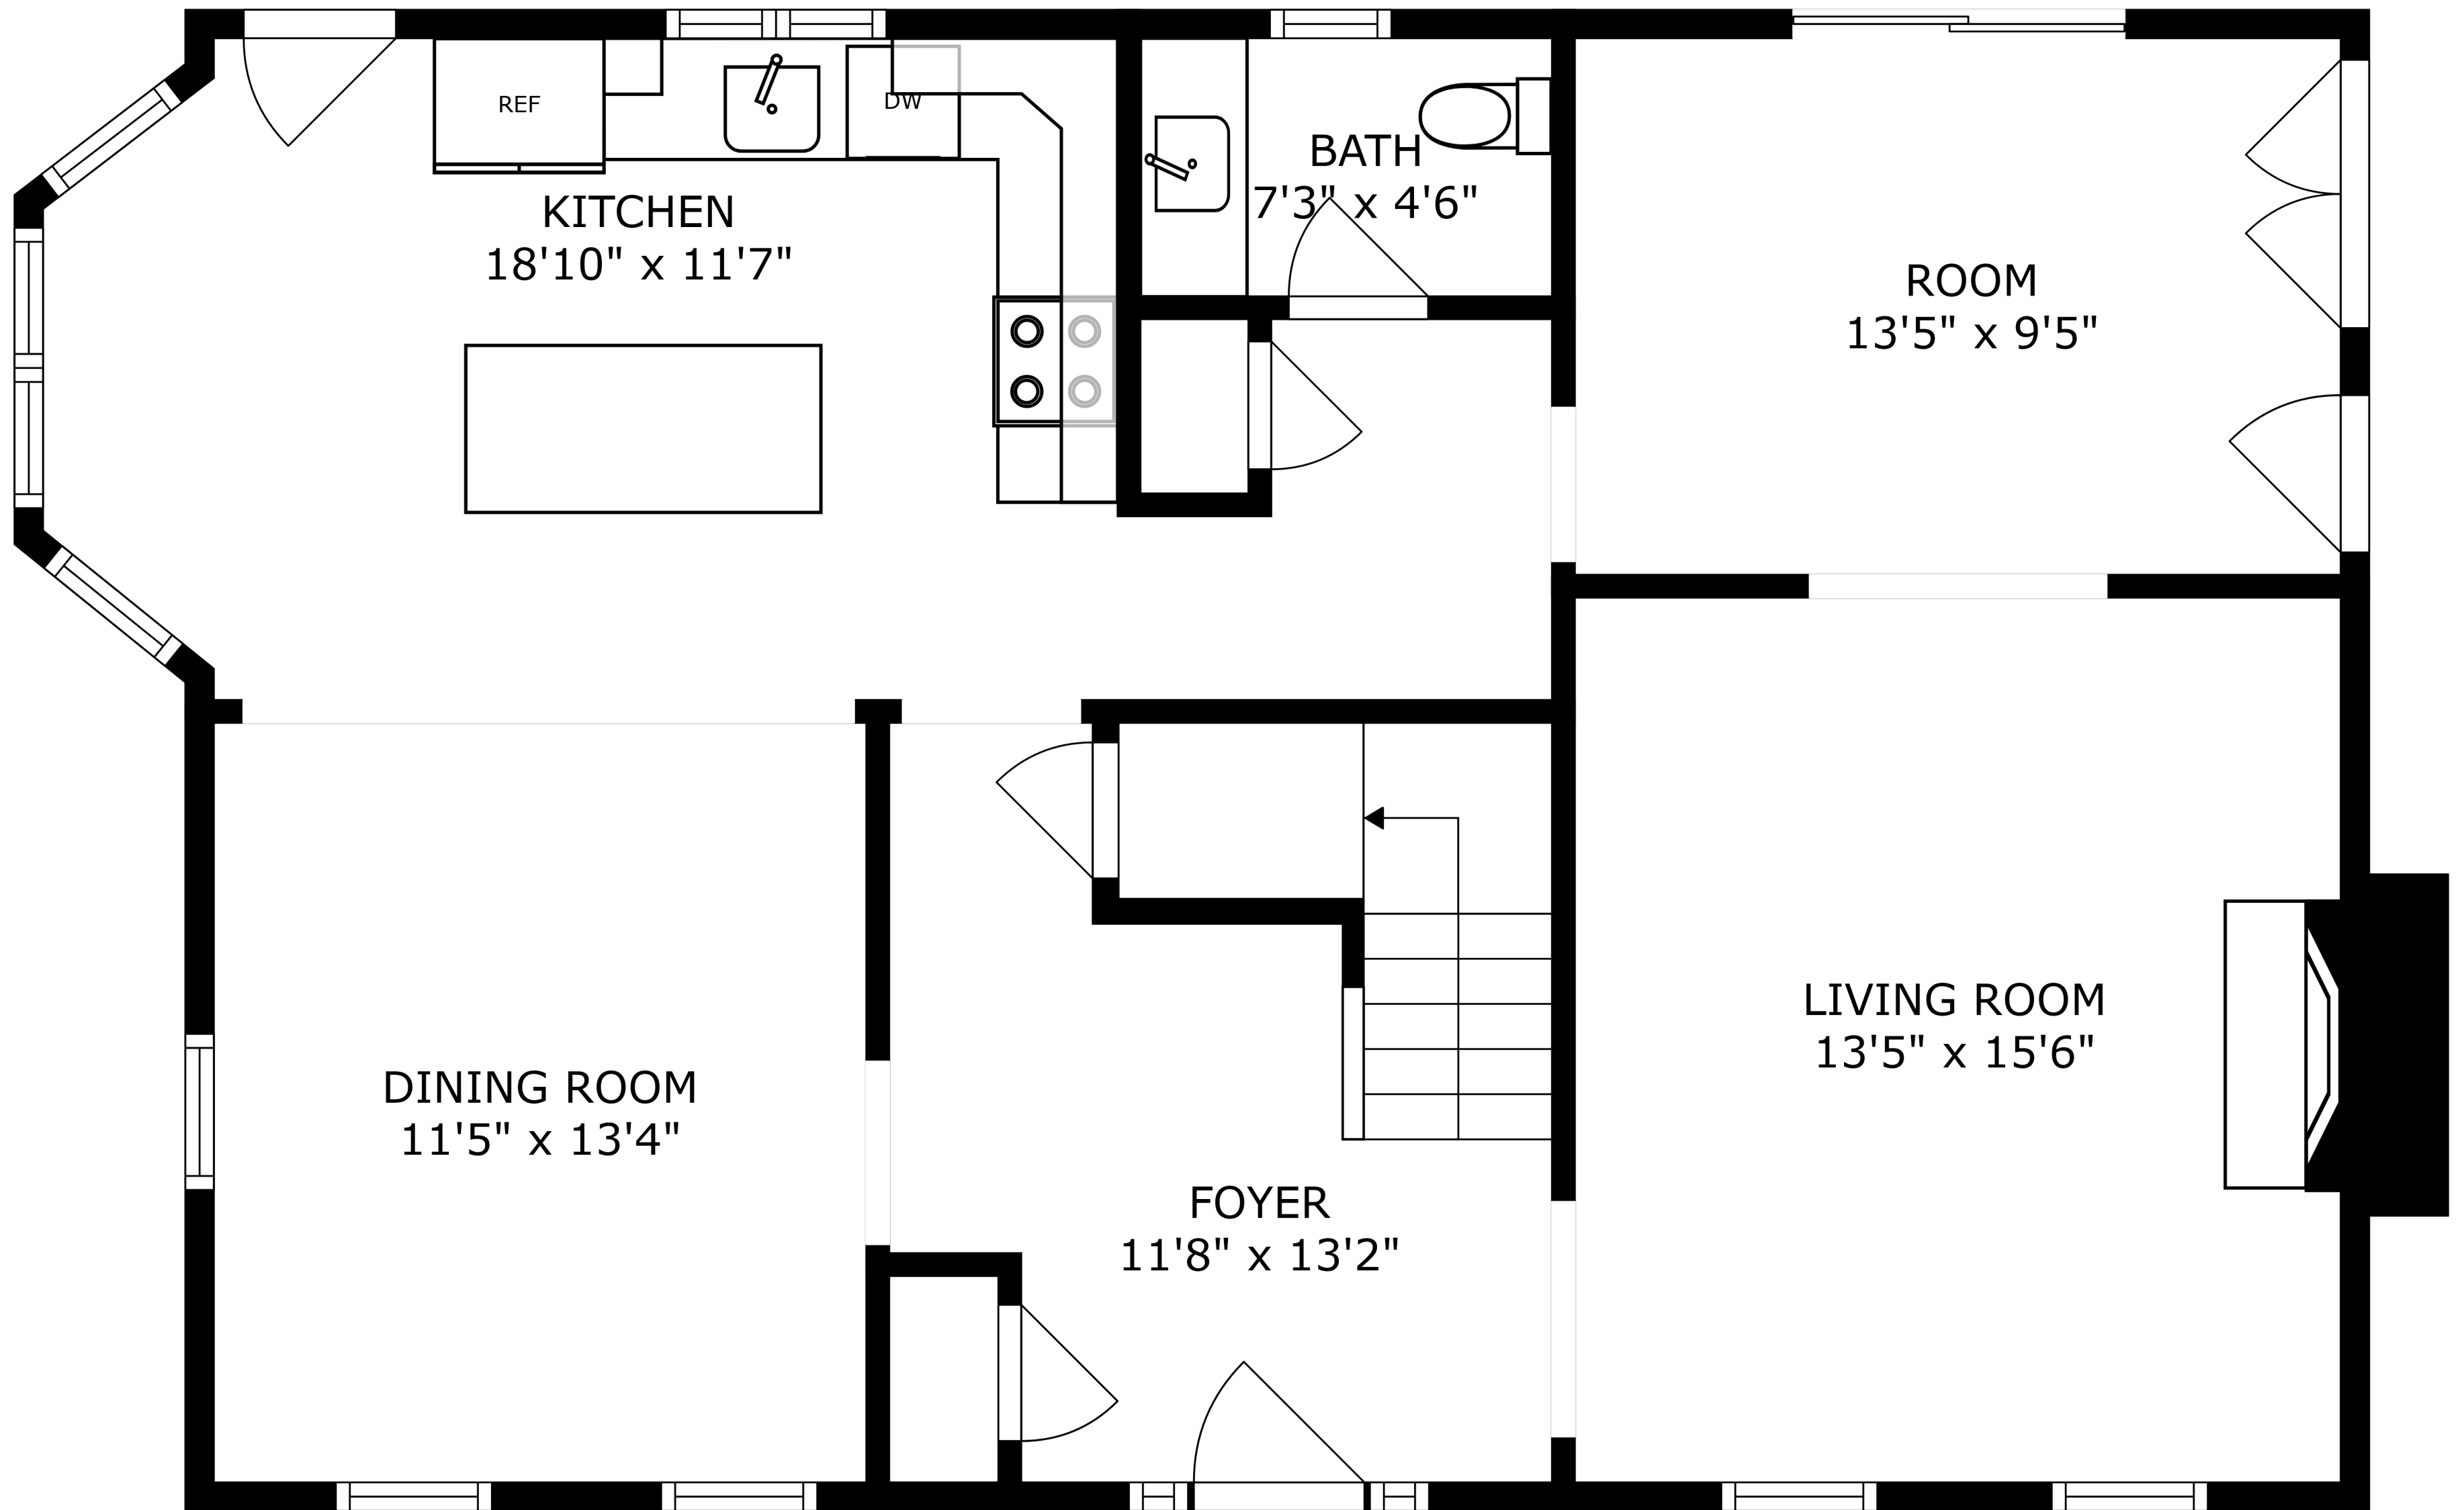 REF
DW
BATH
7'3" x 4'6"
KITCHEN
18'10" x 11'7"
ROOM
13'5" x 9'5"
LIVING ROOM
13'5" x 15'6"
DINING ROOM
11'5" x 13'4"
FOYER
11'8" x 13'2"